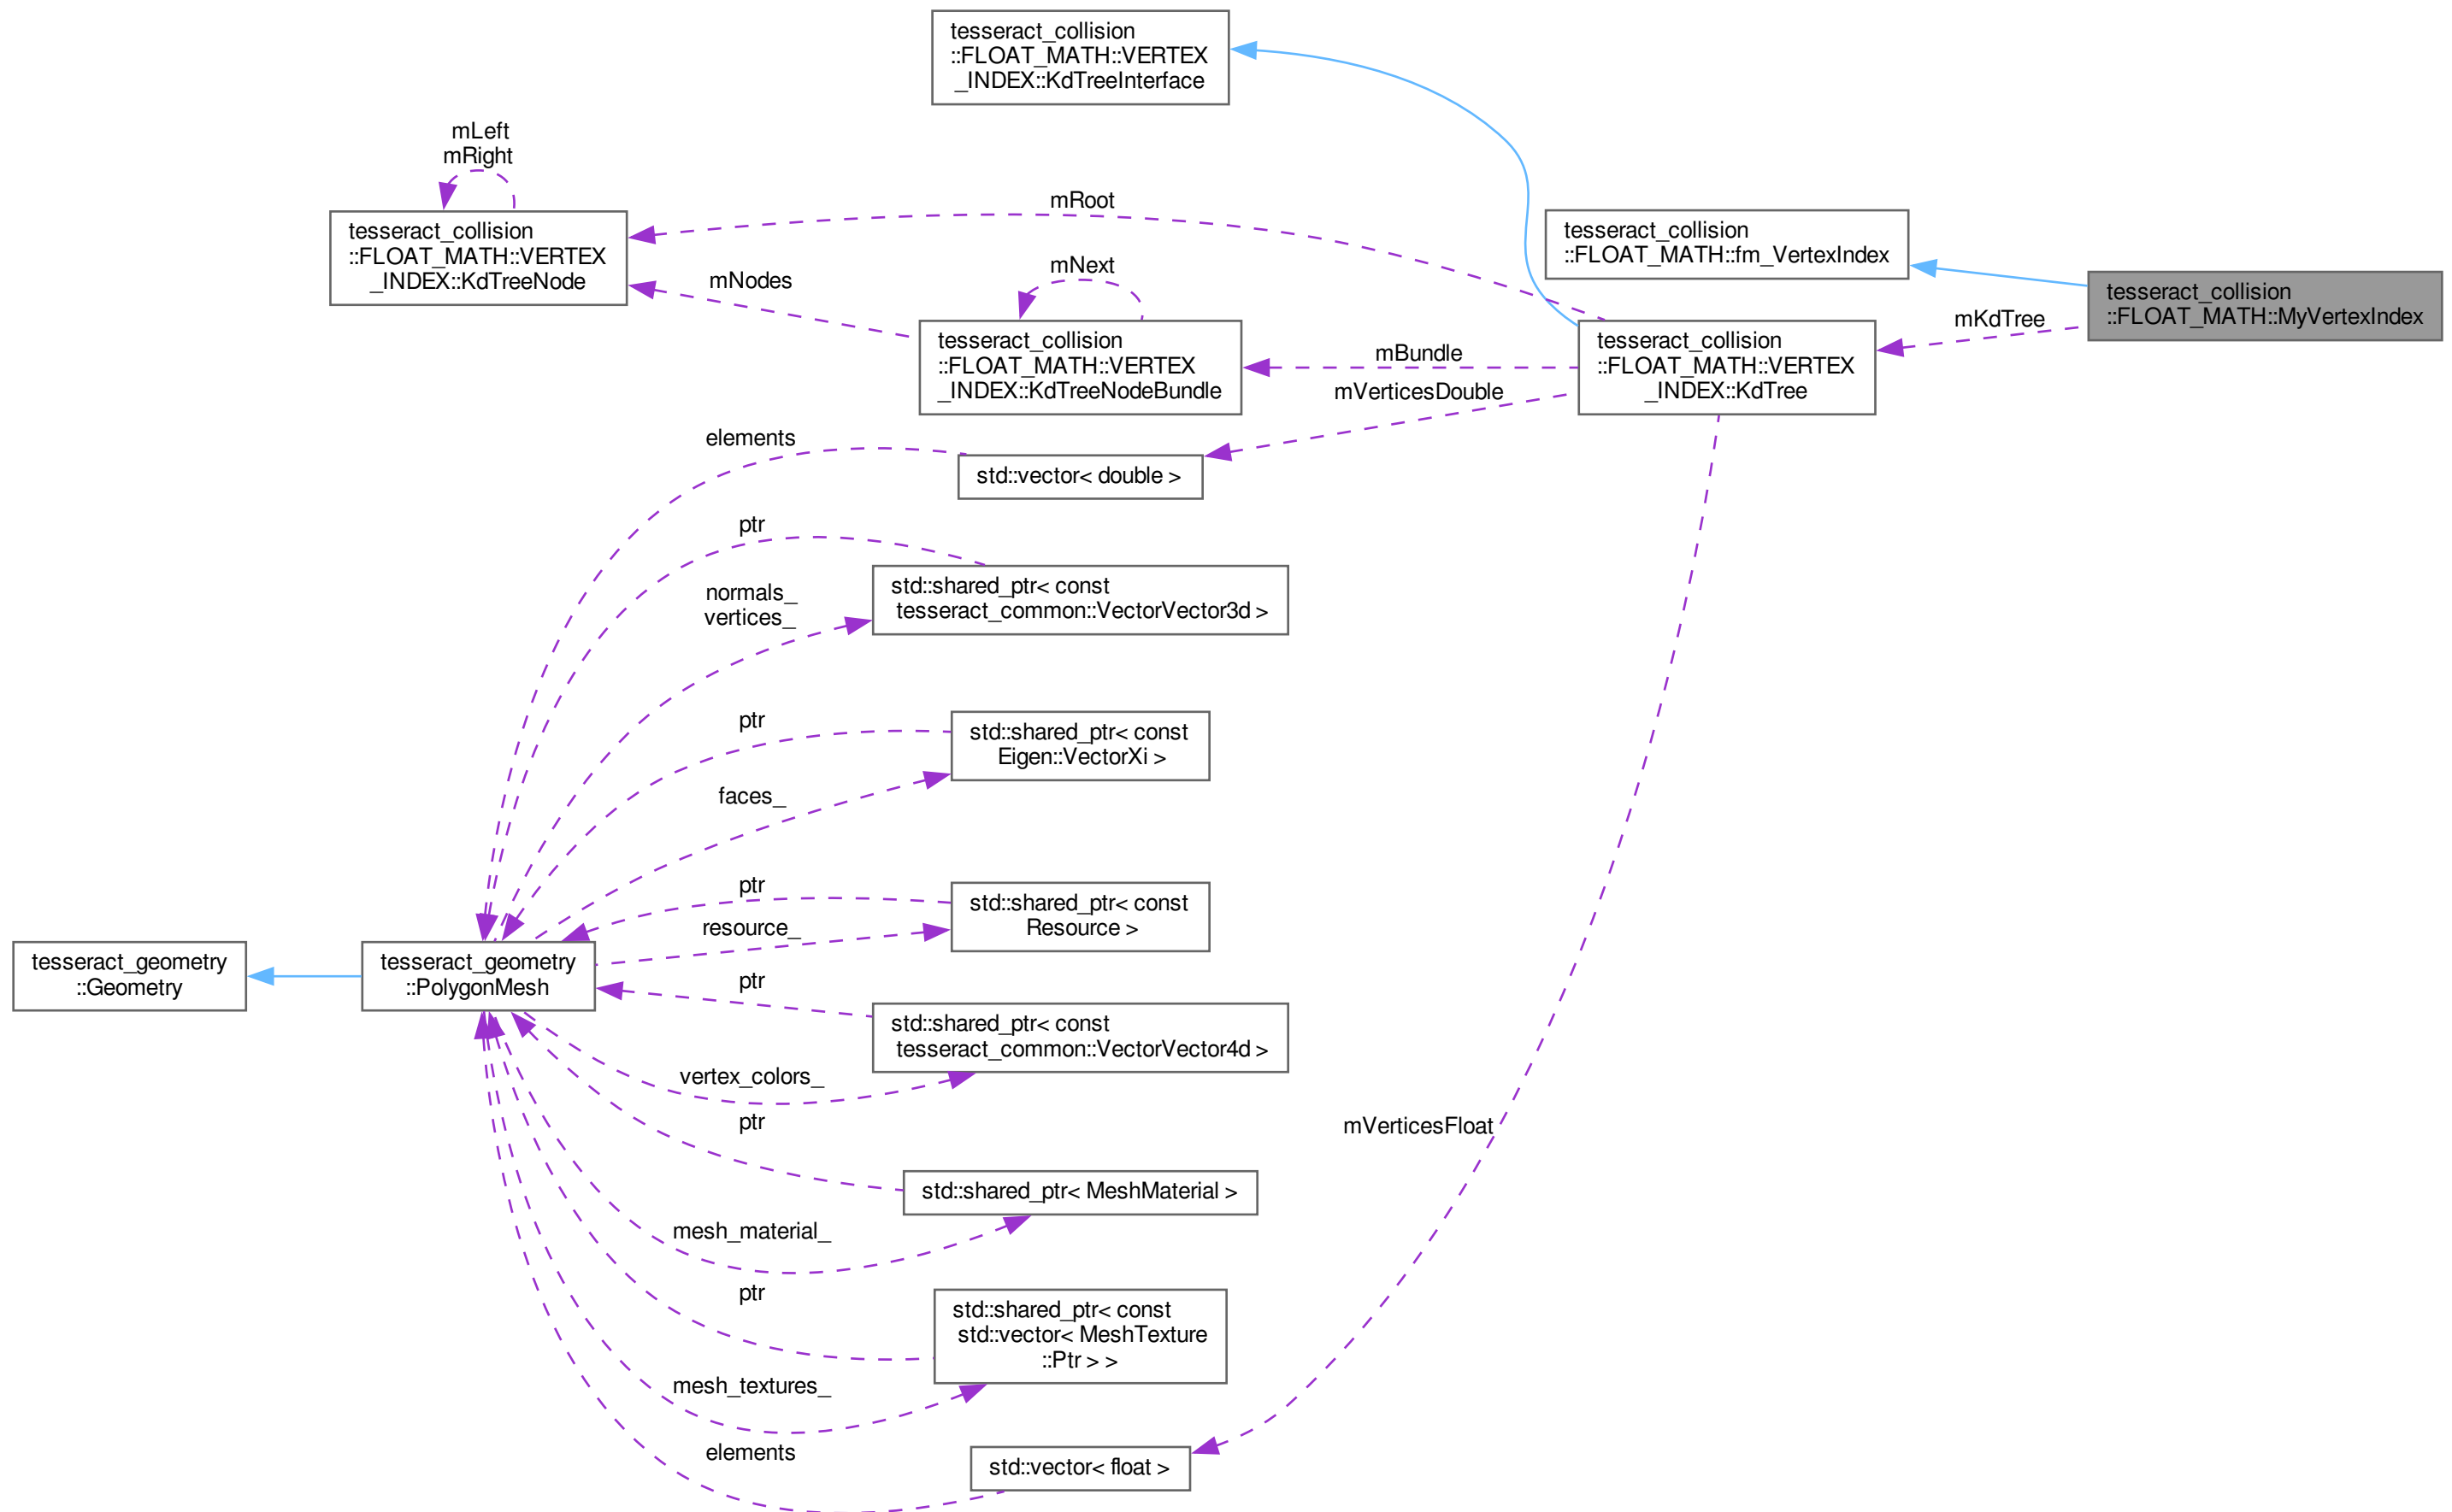 tesseract_collision
::FLOAT_MATH::VERTEX
_INDEX::KdTreeInterface
mLeft
mRight
tesseract_collision
::FLOAT_MATH::VERTEX
_INDEX::KdTreeNode
mRoot
mNodes
mNext
tesseract_collision
::FLOAT_MATH::fm_VertexIndex
tesseract_collision
::FLOAT_MATH::MyVertexIndex
mKdTree
tesseract_collision
::FLOAT_MATH::VERTEX
_INDEX::KdTreeNodeBundle
mBundle
mVerticesDouble
tesseract_collision
::FLOAT_MATH::VERTEX
_INDEX::KdTree
elements
std::vector< double >
ptr
std::shared_ptr< const
tesseract_common::VectorVector3d >
normals_
vertices_
ptr
std::shared_ptr< const
Eigen::VectorXi >
faces_
ptr
std::shared_ptr< const
Resource >
resource_
tesseract_geometry
::Geometry
tesseract_geometry
::PolygonMesh
ptr
std::shared_ptr< const
tesseract_common::VectorVector4d >
vertex_colors_
ptr
mVerticesFloat
std::shared_ptr< MeshMaterial >
mesh_material_
ptr
std::shared_ptr< const
std::vector< MeshTexture
::Ptr > >
mesh_textures_
elements
std::vector< float >